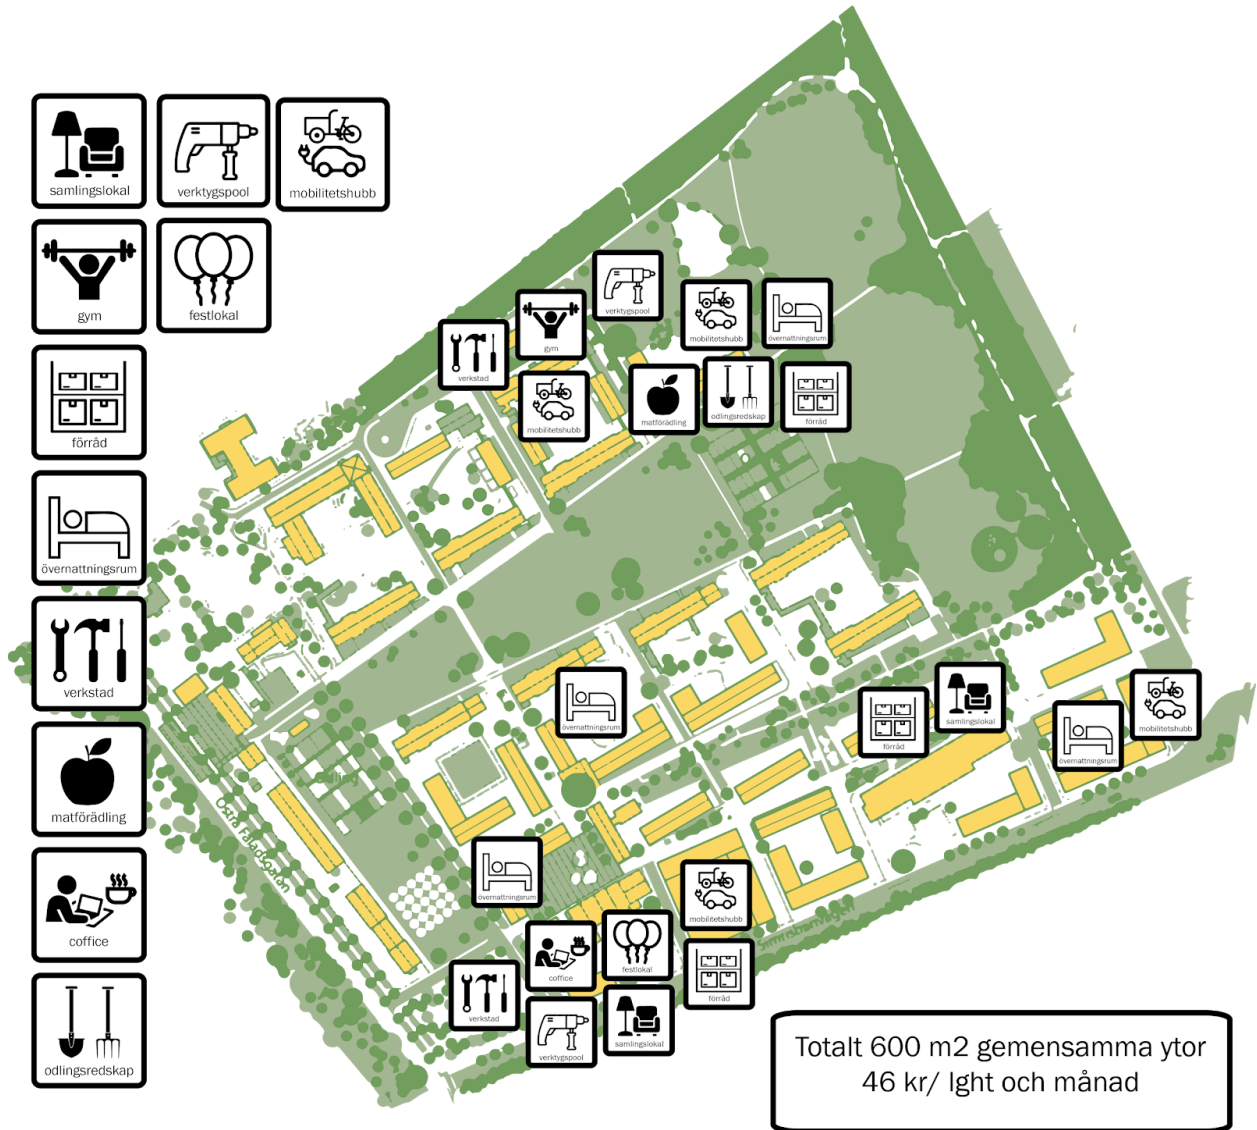 samlingslokal
verktygspool
mobilitetshubb
gym
festlokal
förråd
övernattningsrum
verkstad
matförädling
coffice
odlingsredskap
verktygspool
mobilitetshubb
övernattningsrum
gym
verkstad
mobilitetshubb
matförädling
odlingsredskap
förråd
övernattningsrum
förråd
samlingslokal
övernattningsrum
mobilitetshubb
Östra Fäladsgatan
övernattningsrum
mobilitetshubb
Simrisbanvägen
coffice
festlokal
förråd
verkstad
verktygspool
samlingslokal
Totalt 600 m2 gemensamma ytor
46 kr/ lght och månad